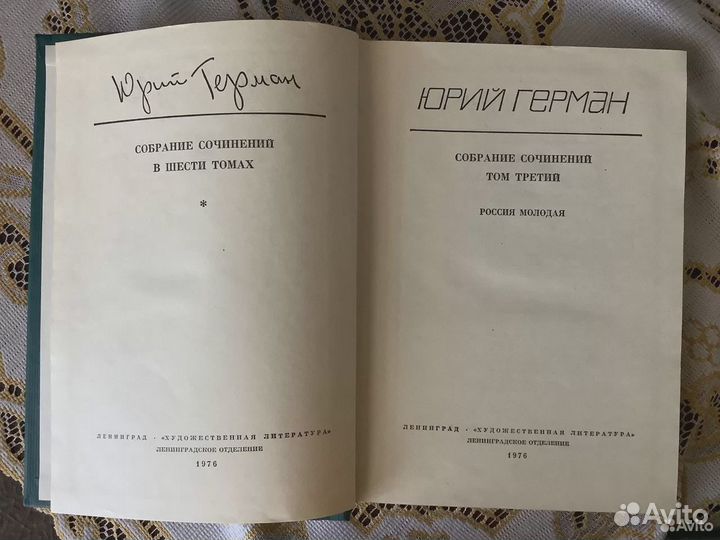 Юрий Герман
СОБРАНИЕ СОЧИНЕНИЙ
В ШЕСТИ ТОМАХ
*
ЛЕНИНГРАД · «ХУДОЖЕСТВЕННАЯ ЛИТЕРАТУРА»
ЛЕНИНГРАДСКОЕ ОТДЕЛЕНИЕ
1976
ЮРИЙ ГЕРМАН
СОБРАНИЕ СОЧИНЕНИЙ
ТОМ ТРЕТИЙ
РОССИЯ МОЛОДАЯ
ЛЕНИНГРАД · «ХУДОЖЕСТВЕННАЯ ЛИТЕРАТУРА»
ЛЕНИНГРАДСКОЕ ОТДЕЛЕНИЕ
1976
Avito
Avito